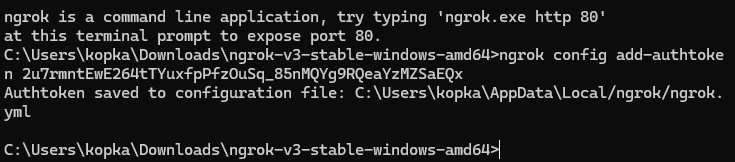 ngrok is a command line application, try typing 'ngrok.exe http 80'
at this terminal prompt to expose port 80.
C:\Users\kopka\Downloads\ngrok-v3-stable-windows-amd64>ngrok config add-authtoke
n 2u7rmntEwE264tTYuxfpPfzOuSq_85nMQYg9RQeaYzMZSaEQx
Authtoken saved to configuration file: C:\Users\kopka\AppData\Local/ngrok/ngrok.
yml
C:\Users\kopka\Downloads\ngrok-v3-stable-windows-amd64>